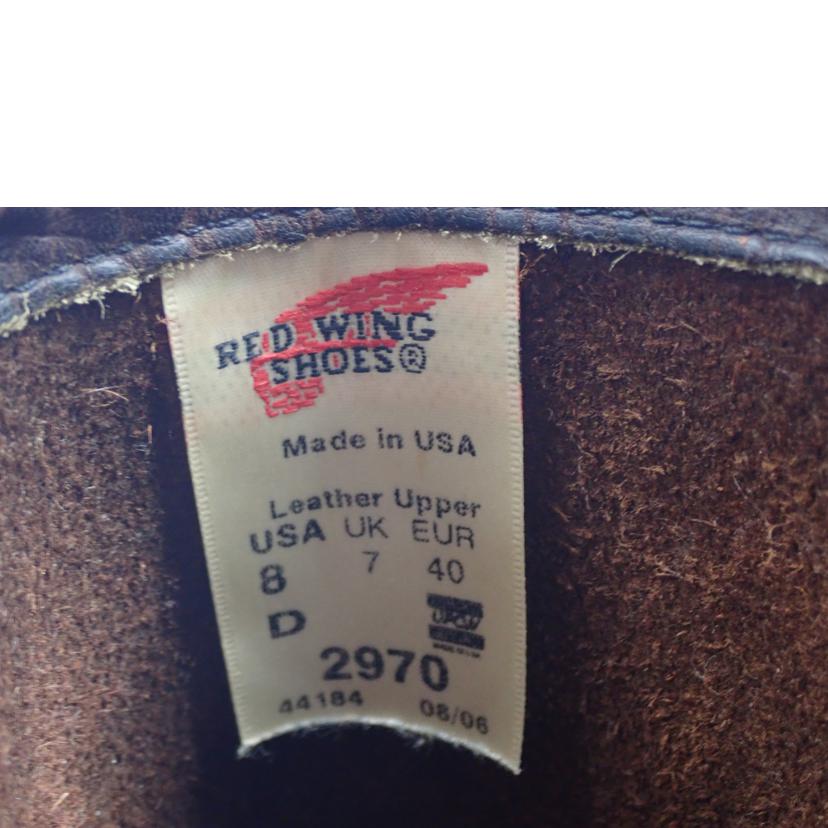 RED WING
SHOES®
Made in USA
Leather Upper
USA UK EUR
8 7 40
D
2970
44184 08/06